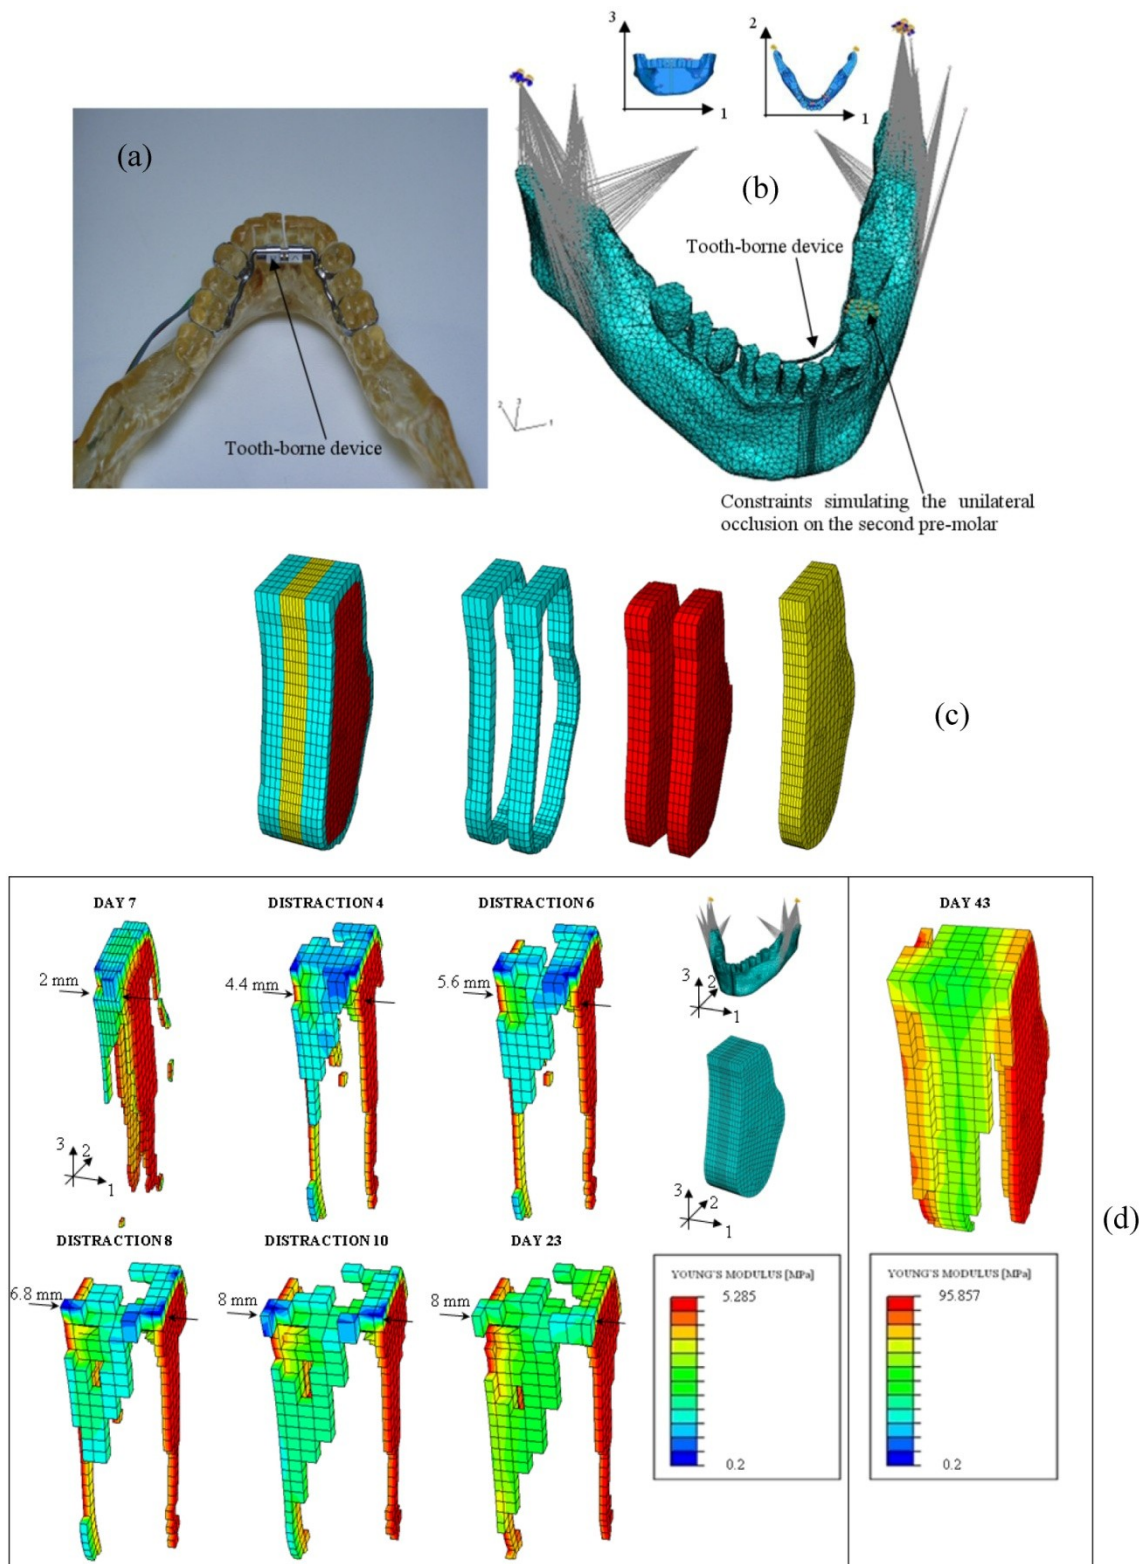 3
2
1
1
(a)
(b)
Tooth-borne
device
Tooth-borne device
2
3
1
Constraints simulating the unilateral
occlusion on the second pre-molar
(c)
DAY 7
DISTRACTION 4
DISTRACTION 6
DAY 43
2 mm
4.4 mm
5.6 mm
3
2
1
3
2
1
3
2
1
(d)
DISTRACTION 8
DISTRACTION 10
DAY 23
6.8 mm
8 mm
8 mm
YOUNG'S MODULUS [MPa]
5.285
0.2
YOUNG'S MODULUS [MPa]
95.857
0.2